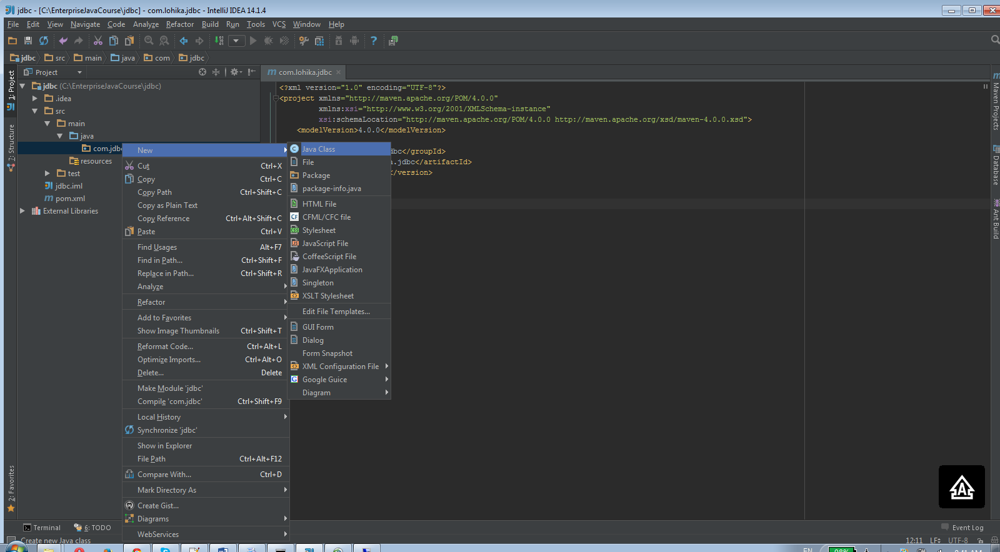 jdbc - [C:\EnterpriseJavaCourse\jdbc] - com.lohika.jdbc - IntelliJ IDEA 14.1.4
File Edit View Navigate Code Analyze Refactor Build Run Tools VCS Window Help
jdbc src main java com jdbc
Project
com.lohika.jdbc
1: Project
7: Structure
2: Favorites
jdbc (C:\EnterpriseJavaCourse\jdbc)
.idea
src
main
java
com.jdbc
resources
test
jdbc.iml
pom.xml
External Libraries
<?xml version="1.0" encoding="UTF-8"?>
<project xmlns="http://maven.apache.org/POM/4.0.0"
xmlns:xsi="http://www.w3.org/2001/XMLSchema-instance"
xsi:schemaLocation="http://maven.apache.org/POM/4.0.0 http://maven.apache.org/xsd/maven-4.0.0.xsd">
<modelVersion>4.0.0</modelVersion>
dbc</groupId>
a.jdbc</artifactId>
</version>
New
Cut Ctrl+X
Copy Ctrl+C
Copy Path Ctrl+Shift+C
Copy as Plain Text
Copy Reference Ctrl+Alt+Shift+C
Paste Ctrl+V
Find Usages Alt+F7
Find in Path... Ctrl+Shift+F
Replace in Path... Ctrl+Shift+R
Analyze
Refactor
Add to Favorites
Show Image Thumbnails Ctrl+Shift+T
Reformat Code... Ctrl+Alt+L
Optimize Imports... Ctrl+Alt+O
Delete... Delete
Make Module 'jdbc'
Compile 'com.jdbc' Ctrl+Shift+F9
Local History
Synchronize 'jdbc'
Show in Explorer
File Path Ctrl+Alt+F12
Compare With... Ctrl+D
Mark Directory As
Create Gist...
Diagrams
WebServices
Java Class
File
Package
package-info.java
HTML File
CFML/CFC file
Stylesheet
JavaScript File
CoffeeScript File
JavaFXApplication
Singleton
XSLT Stylesheet
Edit File Templates...
GUI Form
Dialog
Form Snapshot
XML Configuration File
Google Guice
Diagram
Maven Projects
Database
Ant Build
A
Terminal 6: TODO Event Log
Create new Java class 12:11 LF UTF-8
EN 98% 9:41 AM